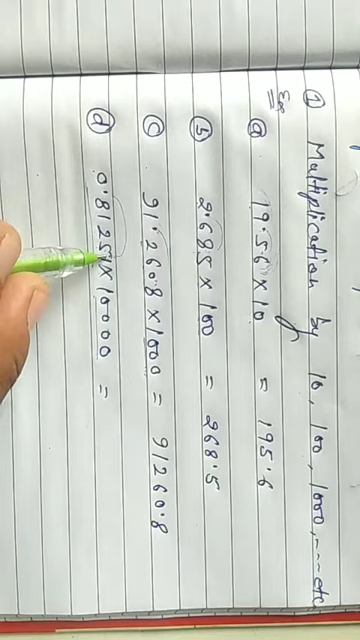 ① Multiplication by 10, 100, 1000, ---- etc
Ex
ⓐ 19.56 × 10 = 195.6
ⓑ 2.685 × 100 = 268.5
ⓒ 91.2608 × 1000 = 91260.8
ⓓ 0.8125 × 10000 =